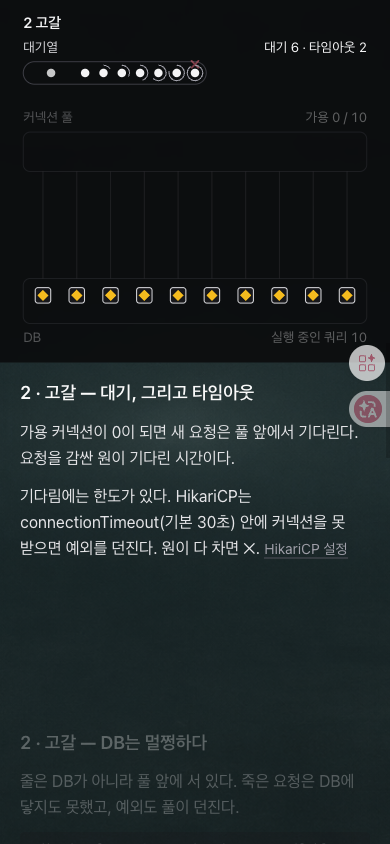 2 고갈
대기열
대기 6 · 타임아웃 2
커넥션 풀
가용 0 / 10
DB
실행 중인 쿼리 10
2 · 고갈 — 대기, 그리고 타임아웃
가용 커넥션이 0이 되면 새 요청은 풀 앞에서 기다린다.
요청을 감싼 원이 기다린 시간이다.
기다림에는 한도가 있다. HikariCP는
connectionTimeout(기본 30초) 안에 커넥션을 못
받으면 예외를 던진다. 원이 다 차면 ✕. HikariCP 설정
2 · 고갈 — DB는 멀쩡하다
줄은 DB가 아니라 풀 앞에 서 있다. 죽은 요청은 DB에
닿지도 못했고, 예외도 풀이 던진다.